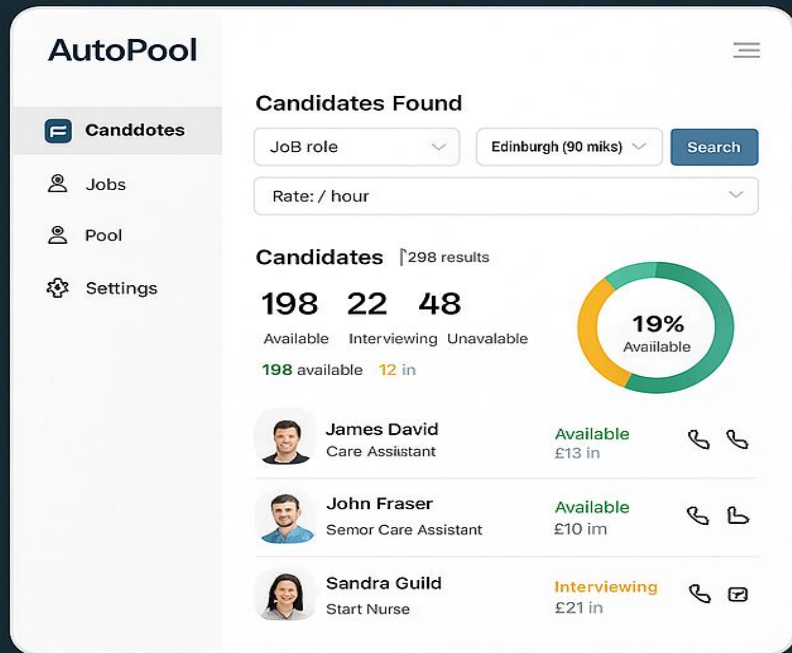 AutoPool
Canddotes
Jobs
Pool
Settings
Candidates Found
JoB role
Edinburgh (90 miks)
Search
Rate: / hour
Candidates
298 results
198 22 48
Available Interviewing Unavalable
198 available 12 in
19%
Avaiilable
James David
Care Assiistant
Available
£13 in
John Fraser
Semor Care Assistant
Available
£10 im
Sandra Guild
Start Nurse
Interviewing
£21 in